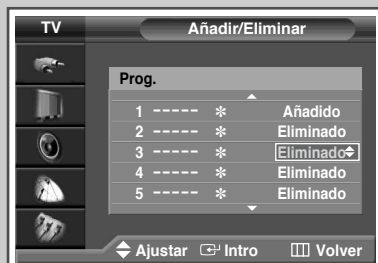 TV Añadir/Eliminar
Prog.
1 ----- ✻ Añadido
2 ----- ✻ Eliminado
3 ----- ✻ Eliminado
4 ----- ✻ Eliminado
5 ----- ✻ Eliminado
Ajustar Intro Volver